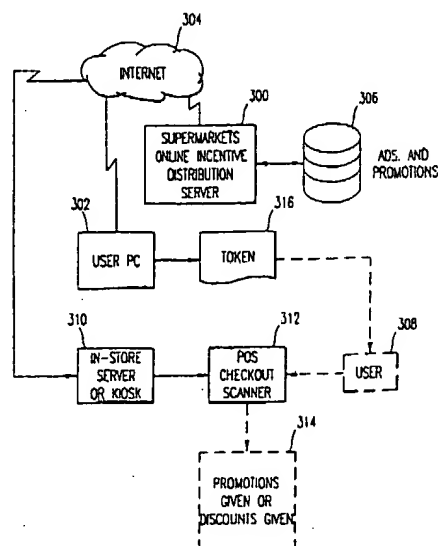 304
INTERNET
300
306
SUPERMARKETS
ONLINE INCENTIVE
DISTRIBUTION
SERVER
ADS. AND
PROMOTIONS
302
316
USER PC
TOKEN
310
312
308
IN-STORE
SERVER
OR KIOSK
POS
CHECKOUT
SCANNER
USER
314
PROMOTIONS
GIVEN OR
DISCOUNTS GIVEN